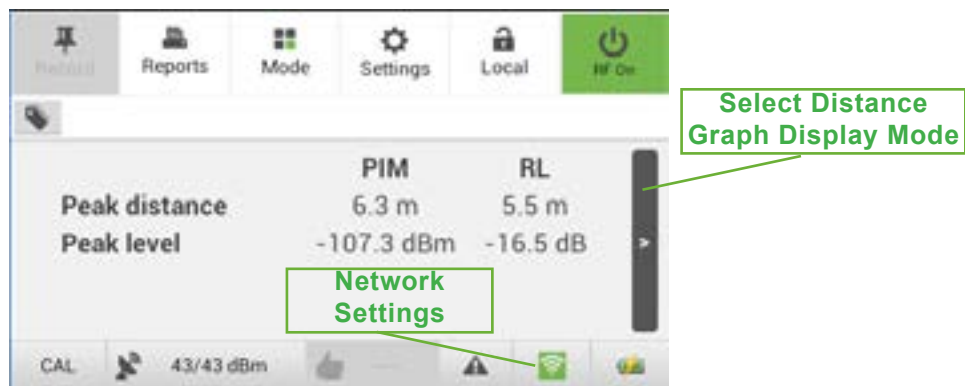 Record Reports Mode Settings Local RF On
Select Distance
Graph Display Mode
PIM RL
Peak distance 6.3 m 5.5 m
Peak level -107.3 dBm -16.5 dB
>
Network
Settings
CAL 43/43 dBm